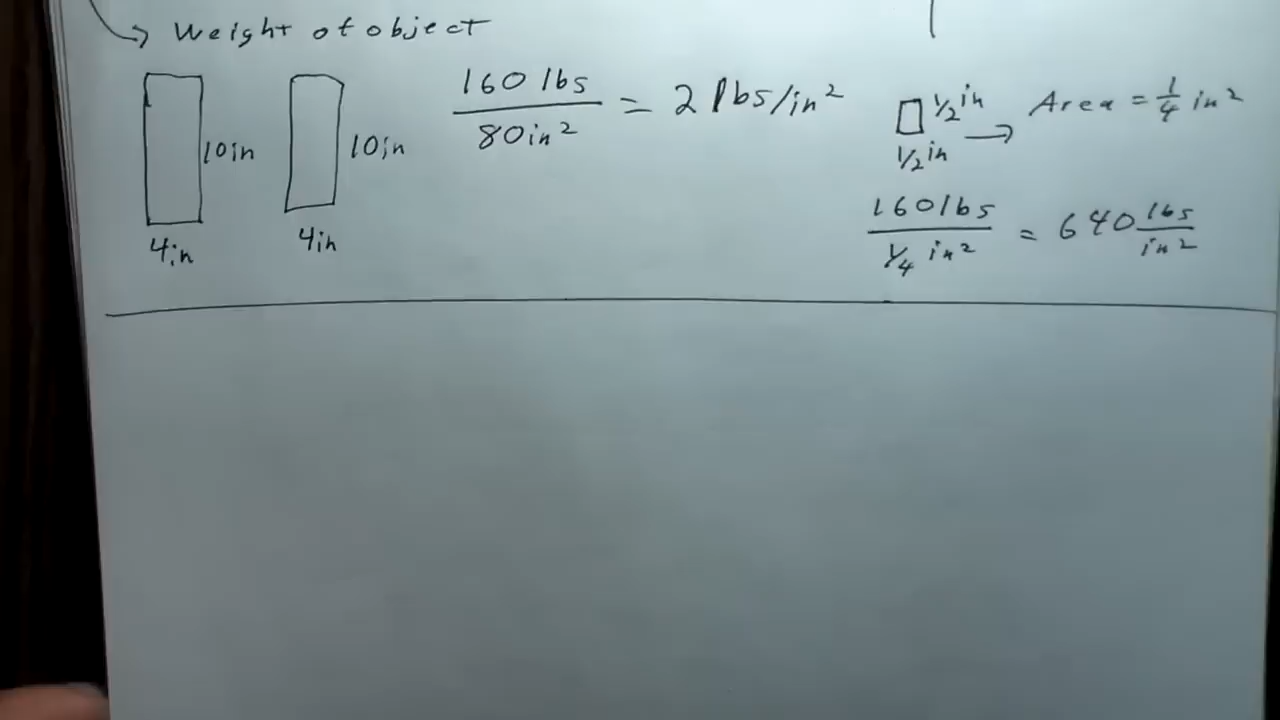 Weight of object
10in
4in
10in
4in
160 lbs
80in²
= 2 lbs/in²
1/2 in
1/2 in
→ Area = 1/4 in²
160 lbs
1/4 in²
= 640 lbs/in²